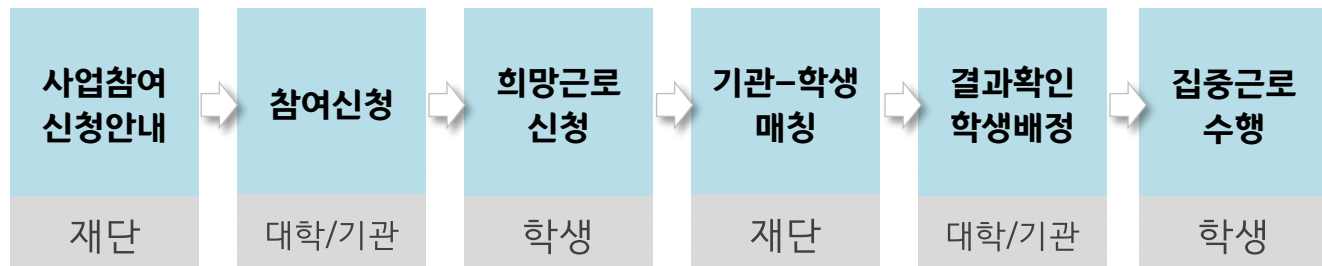 사업참여
신청안내
재단
참여신청
대학/기관
희망근로
신청
학생
기관-학생
매칭
재단
결과확인
학생배정
대학/기관
집중근로
수행
학생